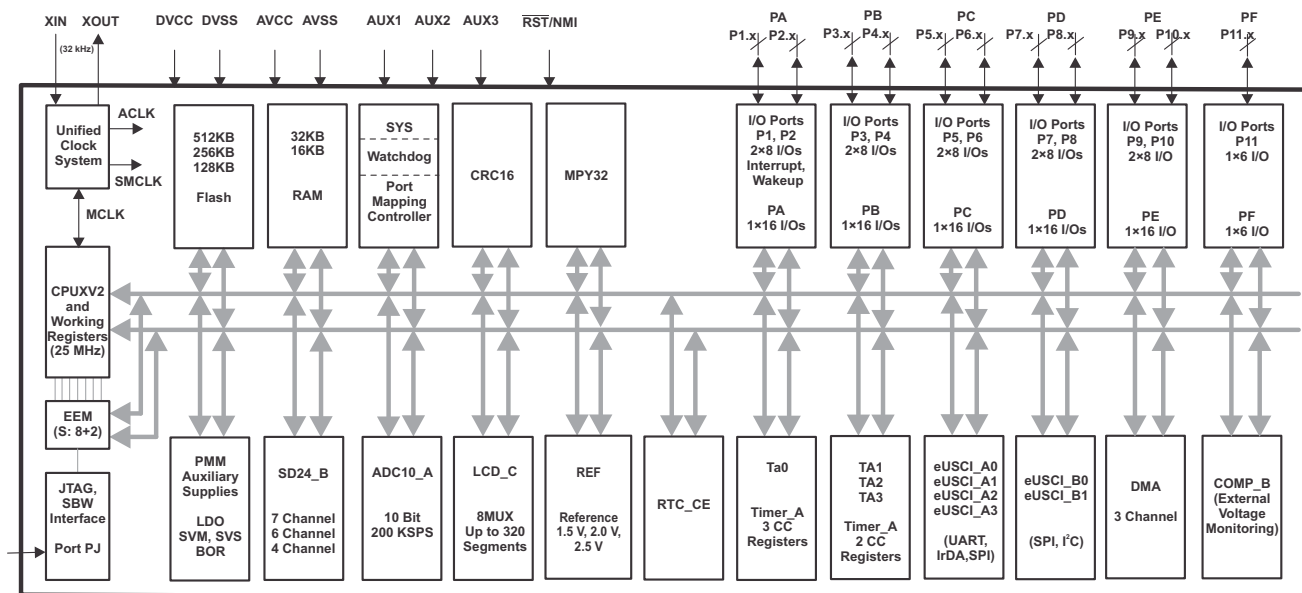 XIN
XOUT
(32 kHz)
DVCC
DVSS
AVCC
AVSS
AUX1
AUX2
AUX3
RST/NMI
PA
P1.x
P2.x
PB
P3.x
P4.x
PC
P5.x
P6.x
PD
P7.x
P8.x
PE
P9.x
P10.x
PF
P11.x
Unified
Clock
System
ACLK
SMCLK
MCLK
512KB
256KB
128KB
Flash
32KB
16KB
RAM
SYS
Watchdog
Port
Mapping
Controller
CRC16
MPY32
I/O Ports
P1, P2
2×8 I/Os
Interrupt,
Wakeup
PA
1×16 I/Os
I/O Ports
P3, P4
2×8 I/Os
PB
1×16 I/Os
I/O Ports
P5, P6
2×8 I/Os
PC
1×16 I/Os
I/O Ports
P7, P8
2×8 I/Os
PD
1×16 I/Os
I/O Ports
P9, P10
2×8 I/O
PE
1×16 I/O
I/O Ports
P11
1×6 I/O
PF
1×6 I/O
CPUXV2
and
Working
Registers
(25 MHz)
EEM
(S: 8+2)
JTAG,
SBW
Interface
Port PJ
PMM
Auxiliary
Supplies
LDO
SVM, SVS
BOR
SD24_B
7 Channel
6 Channel
4 Channel
ADC10_A
10 Bit
200 KSPS
LCD_C
8MUX
Up to 320
Segments
REF
Reference
1.5 V, 2.0 V,
2.5 V
RTC_CE
Ta0
Timer_A
3 CC
Registers
TA1
TA2
TA3
Timer_A
2 CC
Registers
eUSCI_A0
eUSCI_A1
eUSCI_A2
eUSCI_A3
(UART,
IrDA,SPI)
eUSCI_B0
eUSCI_B1
(SPI, I²C)
DMA
3 Channel
COMP_B
(External
Voltage
Monitoring)